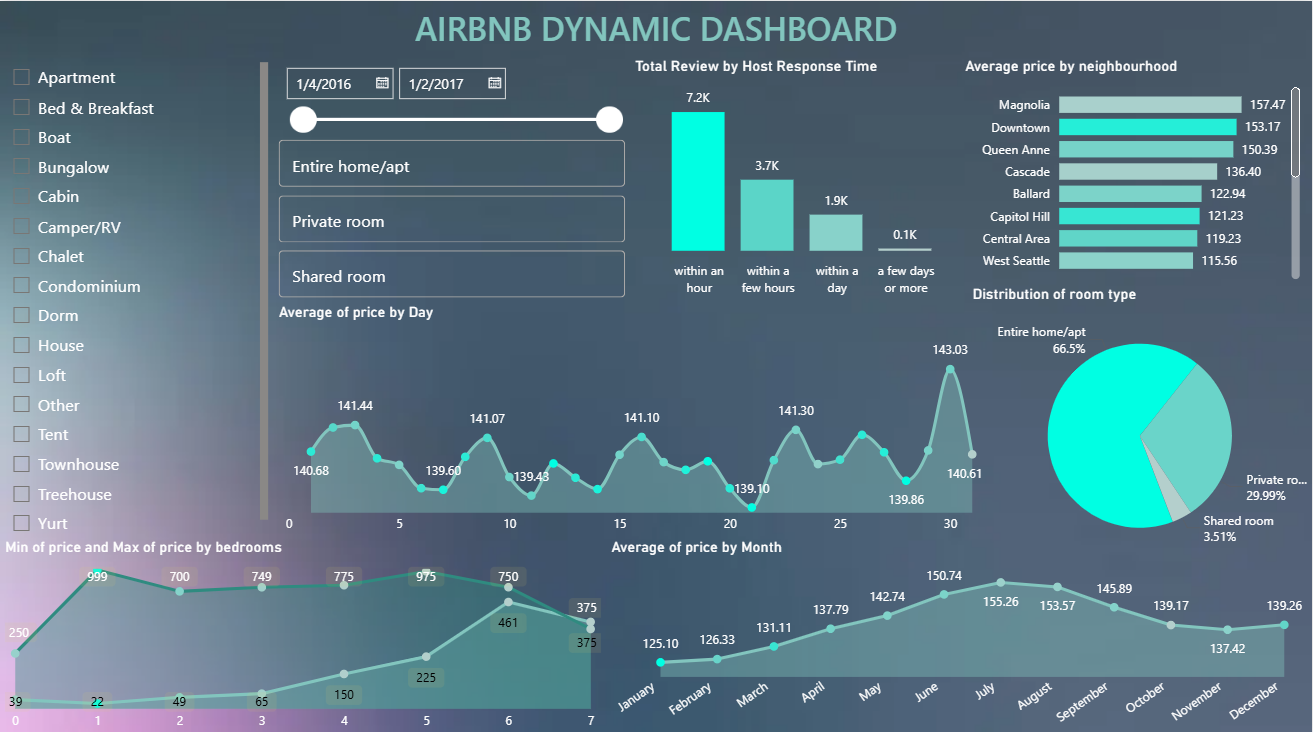 AIRBNB DYNAMIC DASHBOARD
Apartment
Bed & Breakfast
Boat
Bungalow
Cabin
Camper/RV
Chalet
Condominium
Dorm
House
Loft
Other
Tent
Townhouse
Treehouse
Yurt
1/4/2016
1/2/2017
Entire home/apt
Private room
Shared room
Total Review by Host Response Time
7.2K
3.7K
1.9K
0.1K
within an
hour
within a
few hours
within a
day
a few days
or more
Average price by neighbourhood
Magnolia 157.47
Downtown 153.17
Queen Anne 150.39
Cascade 136.40
Ballard 122.94
Capitol Hill 121.23
Central Area 119.23
West Seattle 115.56
Average of price by Day
140.68
141.44
139.60
141.07
139.43
141.10
139.10
141.30
139.86
143.03
140.61
0 5 10 15 20 25 30
Distribution of room type
Entire home/apt
66.5%
Private ro...
29.99%
Shared room
3.51%
Min of price and Max of price by bedrooms
250 999 700 749 775 975 750 375
39 22 49 65 150 225 461 375
0 1 2 3 4 5 6 7
Average of price by Month
125.10
126.33
131.11
137.79
142.74
150.74
155.26
153.57
145.89
139.17
137.42
139.26
January
February
March
April
May
June
July
August
September
October
November
December